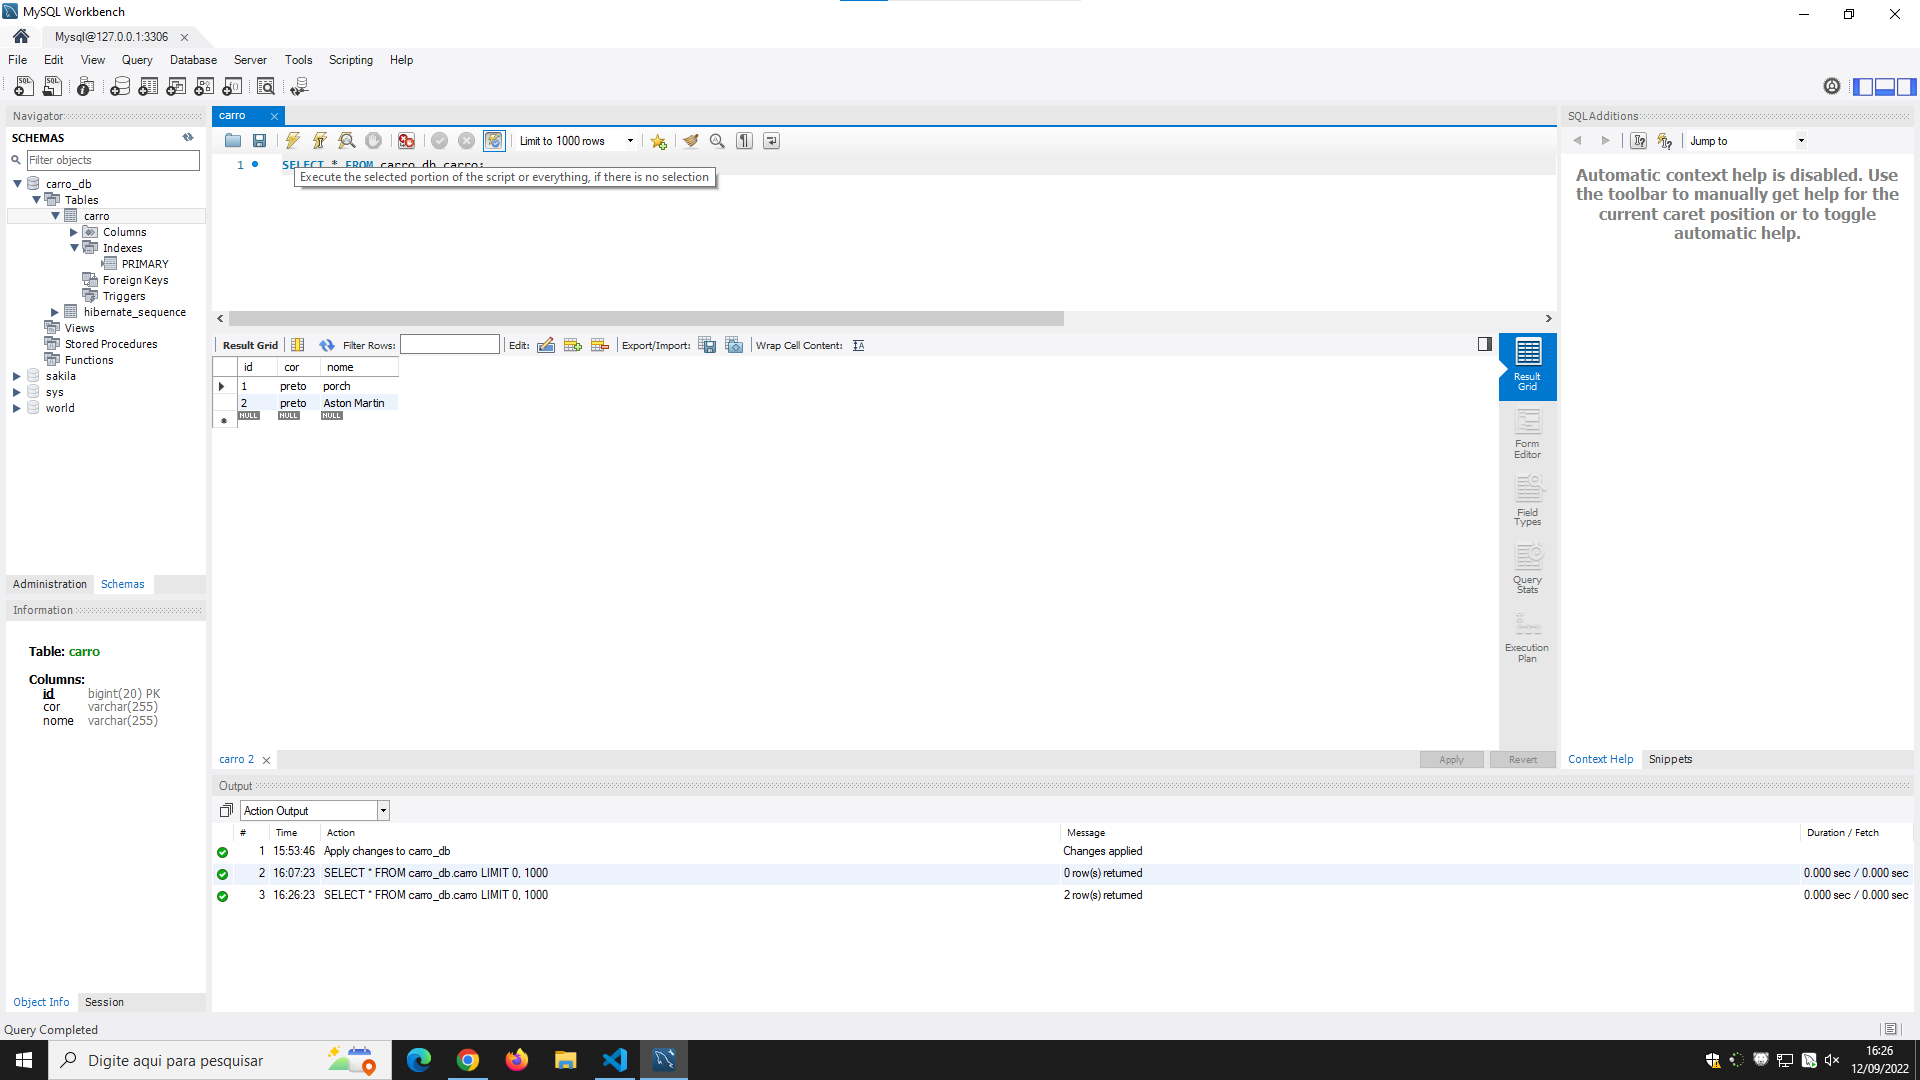 MySQL Workbench
Mysql@127.0.0.1:3306
File Edit View Query Database Server Tools Scripting Help
Navigator
SCHEMAS
Filter objects
carro_db
Tables
carro
Columns
Indexes
PRIMARY
Foreign Keys
Triggers
hibernate_sequence
Views
Stored Procedures
Functions
sakila
sys
world
Administration Schemas
Information
Table: carro
Columns:
id bigint(20) PK
cor varchar(255)
nome varchar(255)
Object Info Session
carro
Limit to 1000 rows
1 SELECT * FROM carro_db.carro;
Execute the selected portion of the script or everything, if there is no selection
Result Grid Filter Rows: Edit: Export/Import: Wrap Cell Content:
id cor nome
1 preto porch
2 preto Aston Martin
NULL NULL NULL
Result Grid
Form Editor
Field Types
Query Stats
Execution Plan
carro 2 Apply Revert
SQLAdditions
Jump to
Automatic context help is disabled. Use
the toolbar to manually get help for the
current caret position or to toggle
automatic help.
Context Help Snippets
Output
Action Output
# Time Action Message Duration / Fetch
1 15:53:46 Apply changes to carro_db Changes applied
2 16:07:23 SELECT * FROM carro_db.carro LIMIT 0, 1000 0 row(s) returned 0.000 sec / 0.000 sec
3 16:26:23 SELECT * FROM carro_db.carro LIMIT 0, 1000 2 row(s) returned 0.000 sec / 0.000 sec
Query Completed
Digite aqui para pesquisar
16:26
12/09/2022